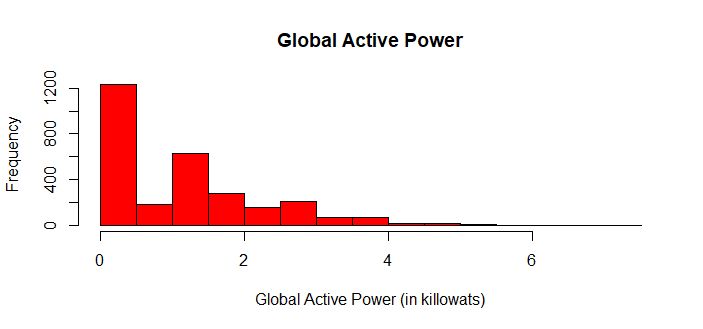 Global Active Power
Frequency
1200
800
400
0
0 2 4 6
Global Active Power (in killowats)